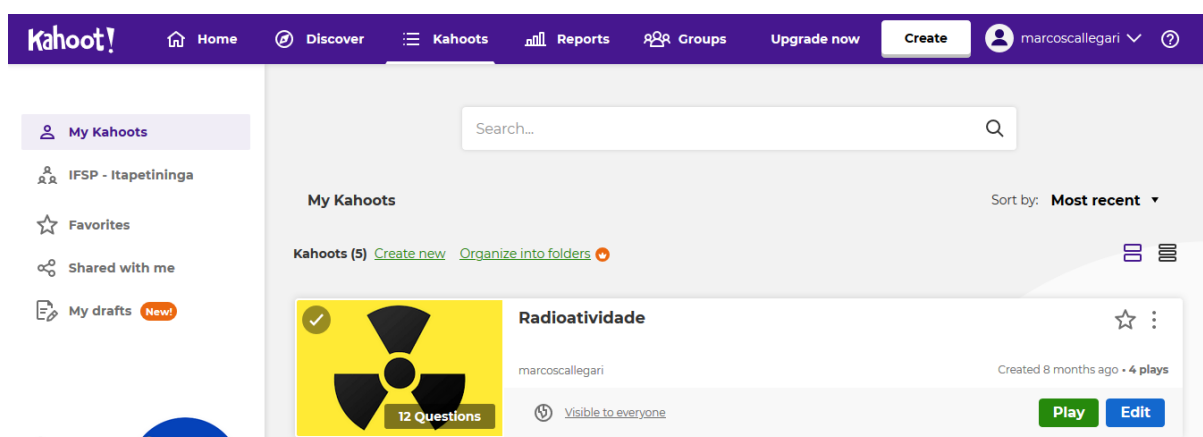 Kahoot! Home Discover Kahoots Reports Groups Upgrade now Create marcoscallegari
My Kahoots
IFSP - Itapetininga
Favorites
Shared with me
My drafts New!
Search...
My Kahoots Sort by: Most recent
Kahoots (5) Create new Organize into folders
Radioatividade
marcoscallegari Created 8 months ago • 4 plays
12 Questions Visible to everyone Play Edit